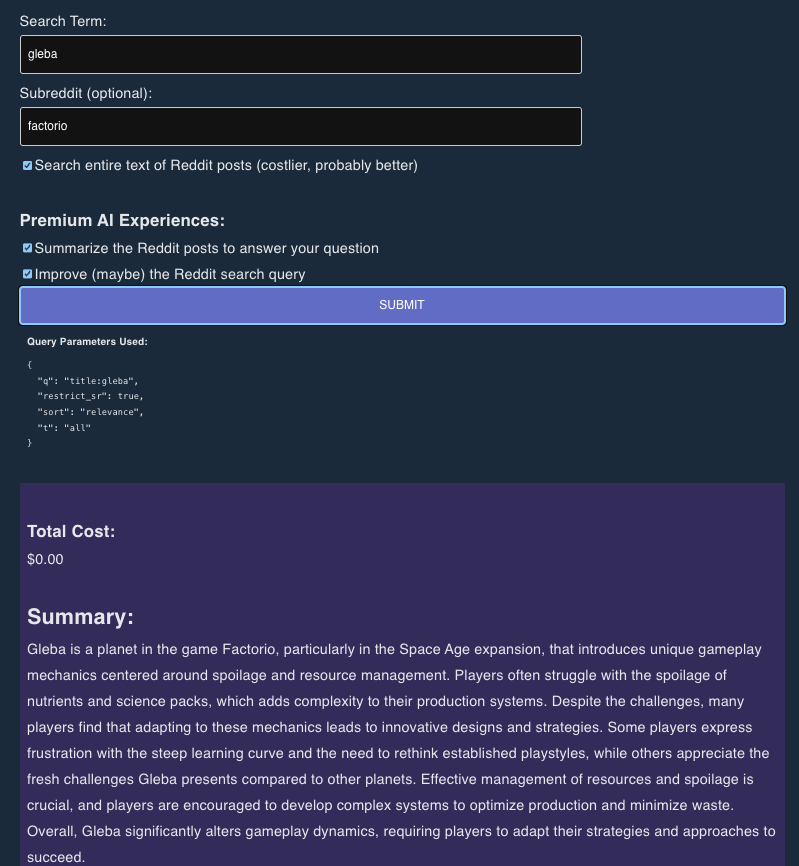 Search Term:
gleba
Subreddit (optional):
factorio
Search entire text of Reddit posts (costlier, probably better)
Premium AI Experiences:
Summarize the Reddit posts to answer your question
Improve (maybe) the Reddit search query
SUBMIT
Query Parameters Used:
{
"q": "title:gleba",
"restrict_sr": true,
"sort": "relevance",
"t": "all"
}
Total Cost:
$0.00
Summary:
Gleba is a planet in the game Factorio, particularly in the Space Age expansion, that introduces unique gameplay
mechanics centered around spoilage and resource management. Players often struggle with the spoilage of
nutrients and science packs, which adds complexity to their production systems. Despite the challenges, many
players find that adapting to these mechanics leads to innovative designs and strategies. Some players express
frustration with the steep learning curve and the need to rethink established playstyles, while others appreciate the
fresh challenges Gleba presents compared to other planets. Effective management of resources and spoilage is
crucial, and players are encouraged to develop complex systems to optimize production and minimize waste.
Overall, Gleba significantly alters gameplay dynamics, requiring players to adapt their strategies and approaches to
succeed.